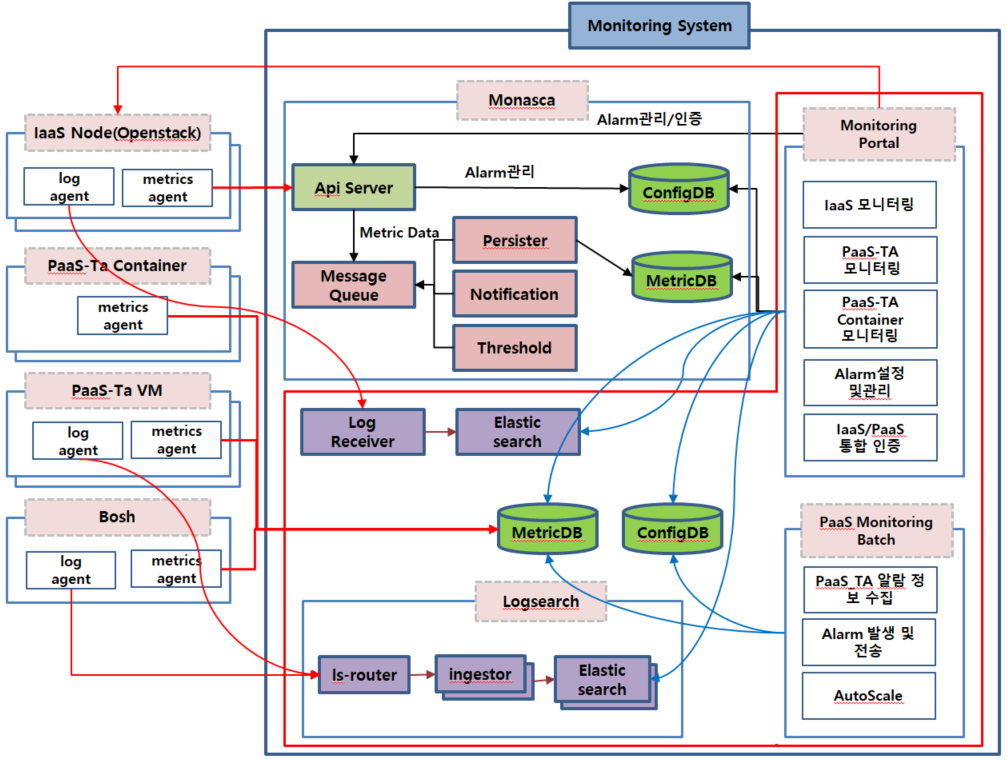 Monitoring System
Monasca
Alarm관리/인증
Monitoring
Portal
IaaS Node(Openstack)
log
agent
metrics
agent
Api Server
Alarm관리
ConfigDB
IaaS 모니터링
Metric Data
Persister
PaaS-TA
모니터링
PaaS-Ta Container
Message
Queue
MetricDB
Notification
metrics
agent
PaaS-TA
Container
모니터링
Threshold
PaaS-Ta VM
Alarm설정
및관리
log
agent
metrics
agent
Log
Receiver
Elastic
search
IaaS/PaaS
통합 인증
Bosh
MetricDB
ConfigDB
PaaS Monitoring
Batch
log
agent
metrics
agent
Logsearch
PaaS_TA 알람 정
보 수집
Alarm 발생 및
전송
ls-router
ingestor
Elastic
search
AutoScale